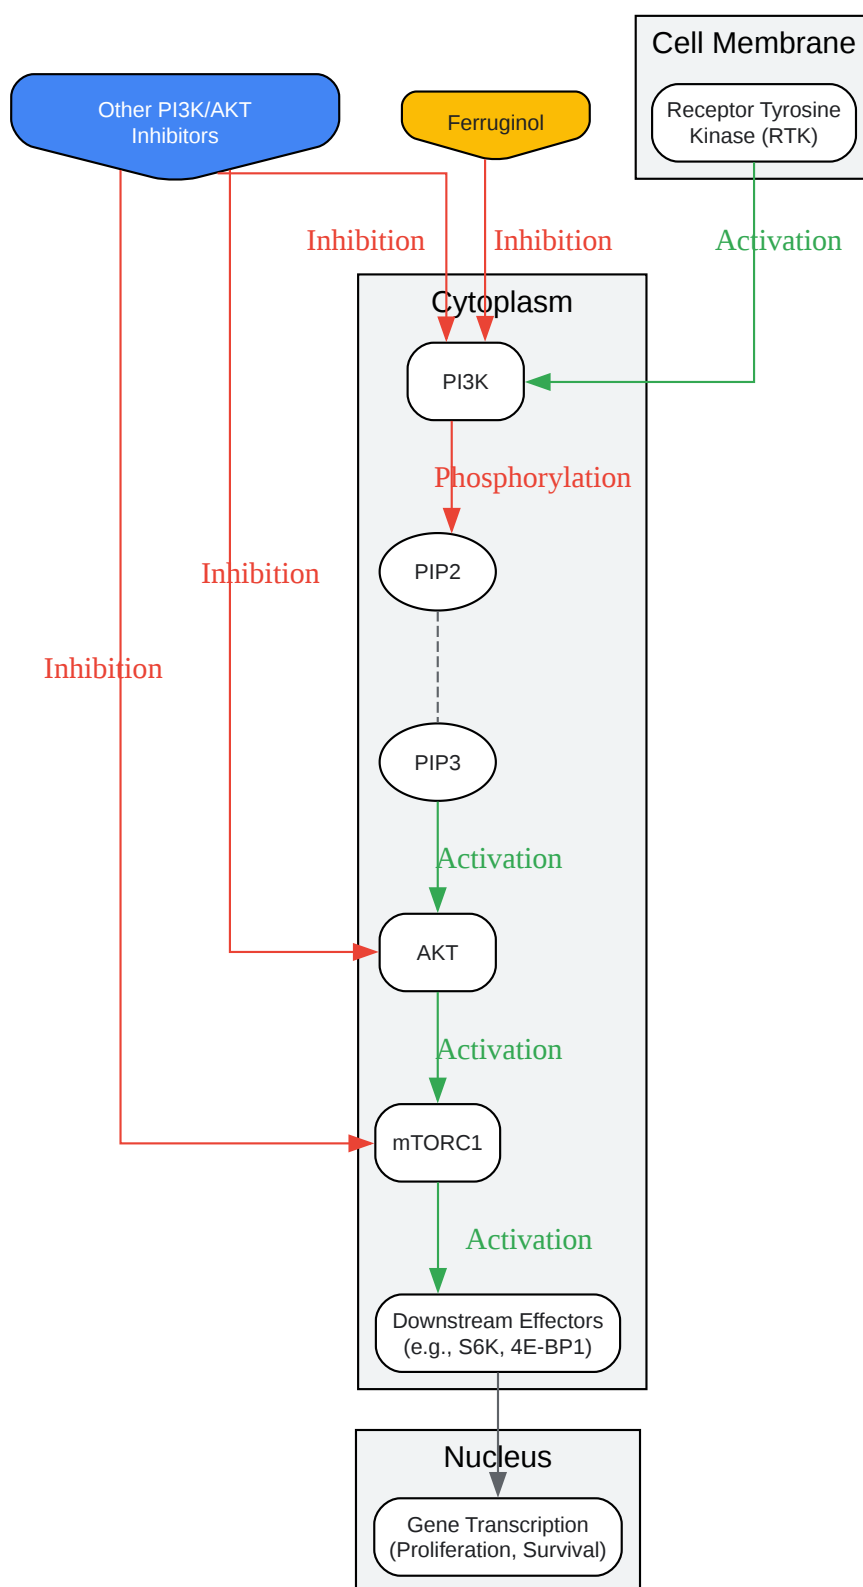 Cell Membrane
Other PI3K/AKT
Inhibitors
Ferruginol
Receptor Tyrosine
Kinase (RTK)
Inhibition
Inhibition
Activation
Cytoplasm
PI3K
Phosphorylation
PIP2
Inhibition
Inhibition
PIP3
Activation
AKT
Activation
mTORC1
Activation
Downstream Effectors
(e.g., S6K, 4E-BP1)
Nucleus
Gene Transcription
(Proliferation, Survival)